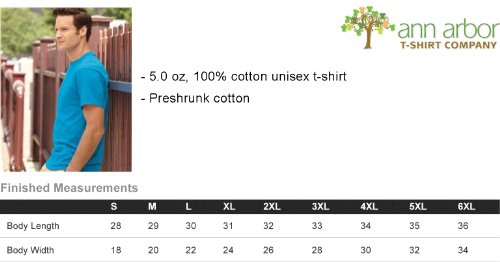 ann arbor
T-SHIRT COMPANY
- 5.0 oz, 100% cotton unisex t-shirt
- Preshrunk cotton
Finished Measurements
S M L XL 2XL 3XL 4XL 5XL 6XL
Body Length 28 29 30 31 32 33 34 35 36
Body Width 18 20 22 24 26 28 30 32 34